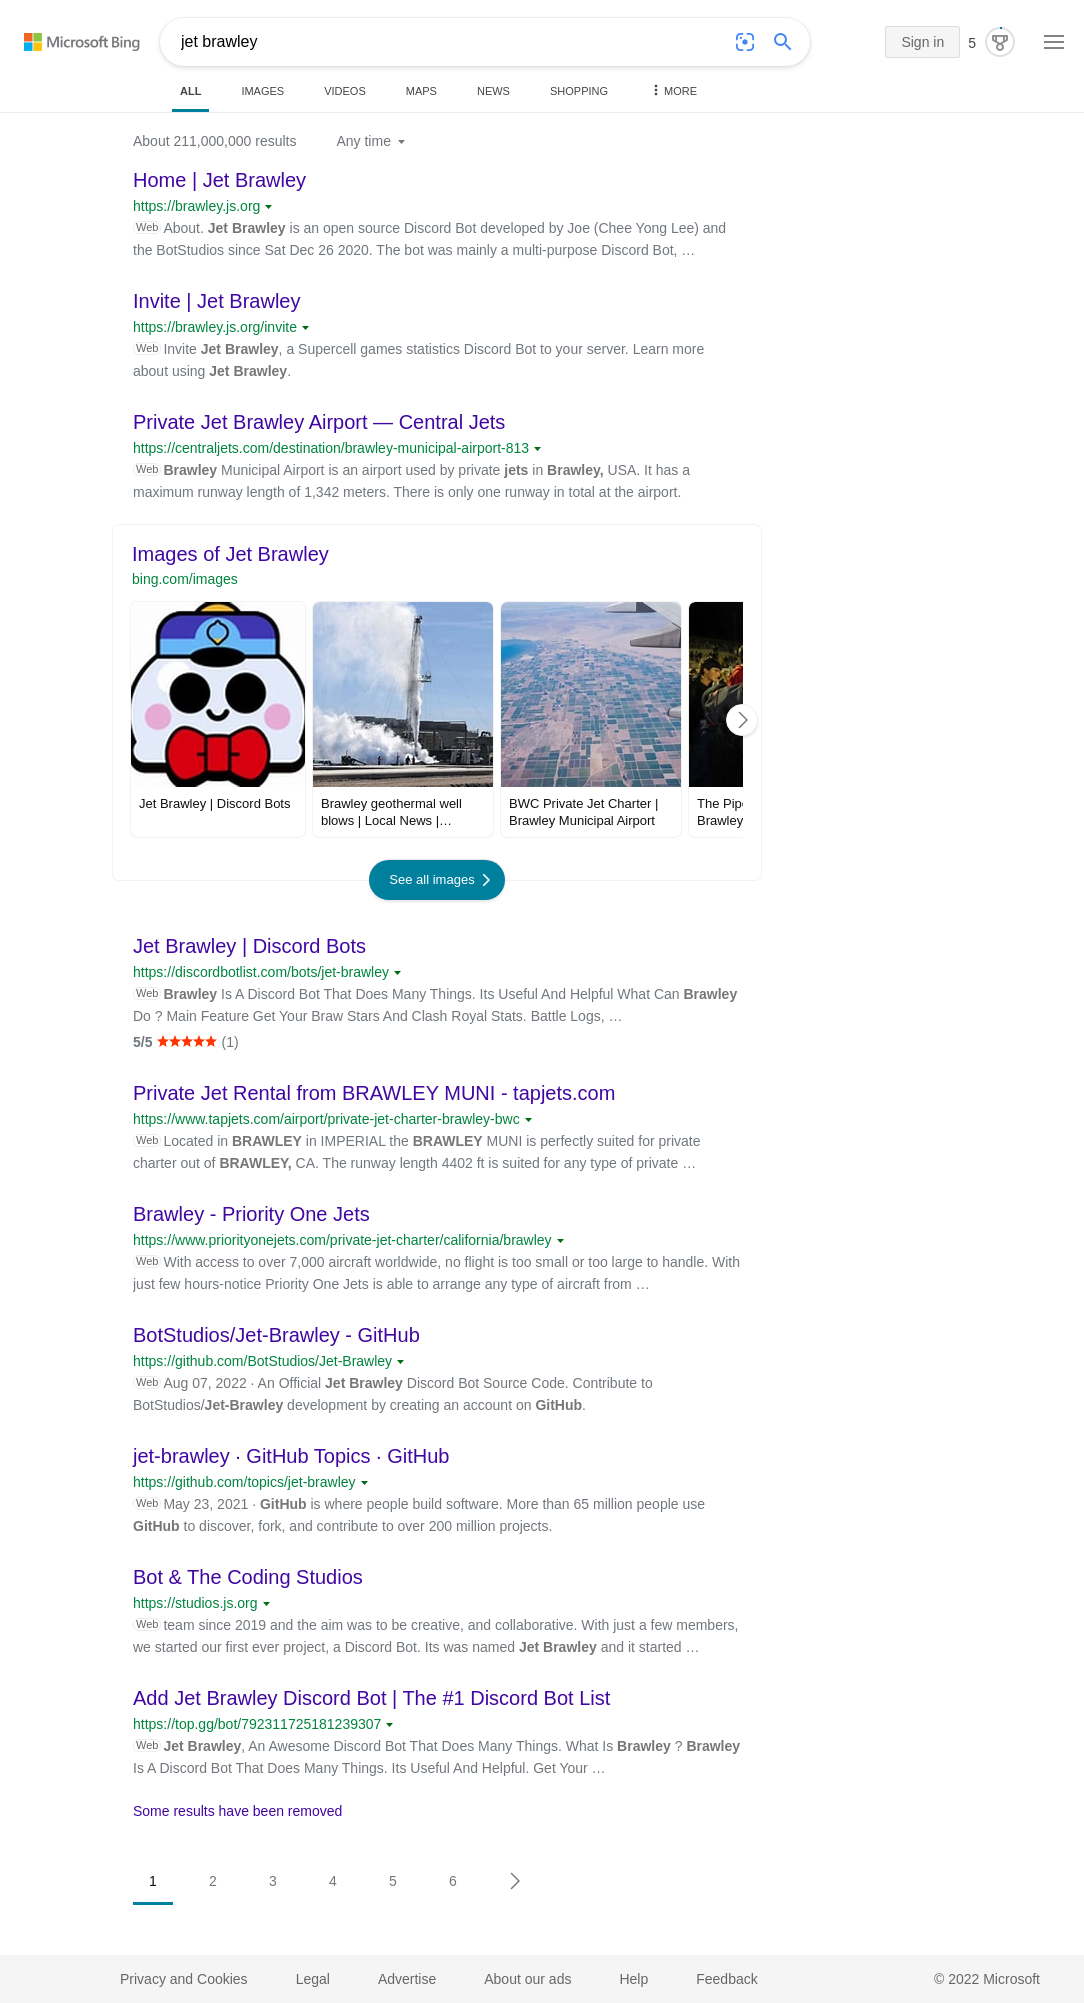 Microsoft Bing
jet brawley
Sign in
5
ALL
IMAGES
VIDEOS
MAPS
NEWS
SHOPPING
MORE
About 211,000,000 results
Any time
Home | Jet Brawley
https://brawley.js.org
Web About. Jet Brawley is an open source Discord Bot developed by Joe (Chee Yong Lee) and
the BotStudios since Sat Dec 26 2020. The bot was mainly a multi-purpose Discord Bot, …
Invite | Jet Brawley
https://brawley.js.org/invite
Web Invite Jet Brawley, a Supercell games statistics Discord Bot to your server. Learn more
about using Jet Brawley.
Private Jet Brawley Airport — Central Jets
https://centraljets.com/destination/brawley-municipal-airport-813
Web Brawley Municipal Airport is an airport used by private jets in Brawley, USA. It has a
maximum runway length of 1,342 meters. There is only one runway in total at the airport.
Images of Jet Brawley
bing.com/images
Jet Brawley | Discord Bots
Brawley geothermal well
blows | Local News |…
BWC Private Jet Charter |
Brawley Municipal Airport
The Pip
Brawley
See all images
Jet Brawley | Discord Bots
https://discordbotlist.com/bots/jet-brawley
Web Brawley Is A Discord Bot That Does Many Things. Its Useful And Helpful What Can Brawley
Do ? Main Feature Get Your Braw Stars And Clash Royal Stats. Battle Logs, …
5/5 ★★★★★ (1)
Private Jet Rental from BRAWLEY MUNI - tapjets.com
https://www.tapjets.com/airport/private-jet-charter-brawley-bwc
Web Located in BRAWLEY in IMPERIAL the BRAWLEY MUNI is perfectly suited for private
charter out of BRAWLEY, CA. The runway length 4402 ft is suited for any type of private …
Brawley - Priority One Jets
https://www.priorityonejets.com/private-jet-charter/california/brawley
Web With access to over 7,000 aircraft worldwide, no flight is too small or too large to handle. With
just few hours-notice Priority One Jets is able to arrange any type of aircraft from …
BotStudios/Jet-Brawley - GitHub
https://github.com/BotStudios/Jet-Brawley
Web Aug 07, 2022 · An Official Jet Brawley Discord Bot Source Code. Contribute to
BotStudios/Jet-Brawley development by creating an account on GitHub.
jet-brawley · GitHub Topics · GitHub
https://github.com/topics/jet-brawley
Web May 23, 2021 · GitHub is where people build software. More than 65 million people use
GitHub to discover, fork, and contribute to over 200 million projects.
Bot & The Coding Studios
https://studios.js.org
Web team since 2019 and the aim was to be creative, and collaborative. With just a few members,
we started our first ever project, a Discord Bot. Its was named Jet Brawley and it started …
Add Jet Brawley Discord Bot | The #1 Discord Bot List
https://top.gg/bot/792311725181239307
Web Jet Brawley, An Awesome Discord Bot That Does Many Things. What Is Brawley ? Brawley
Is A Discord Bot That Does Many Things. Its Useful And Helpful. Get Your …
Some results have been removed
1 2 3 4 5 6
Privacy and Cookies
Legal
Advertise
About our ads
Help
Feedback
© 2022 Microsoft